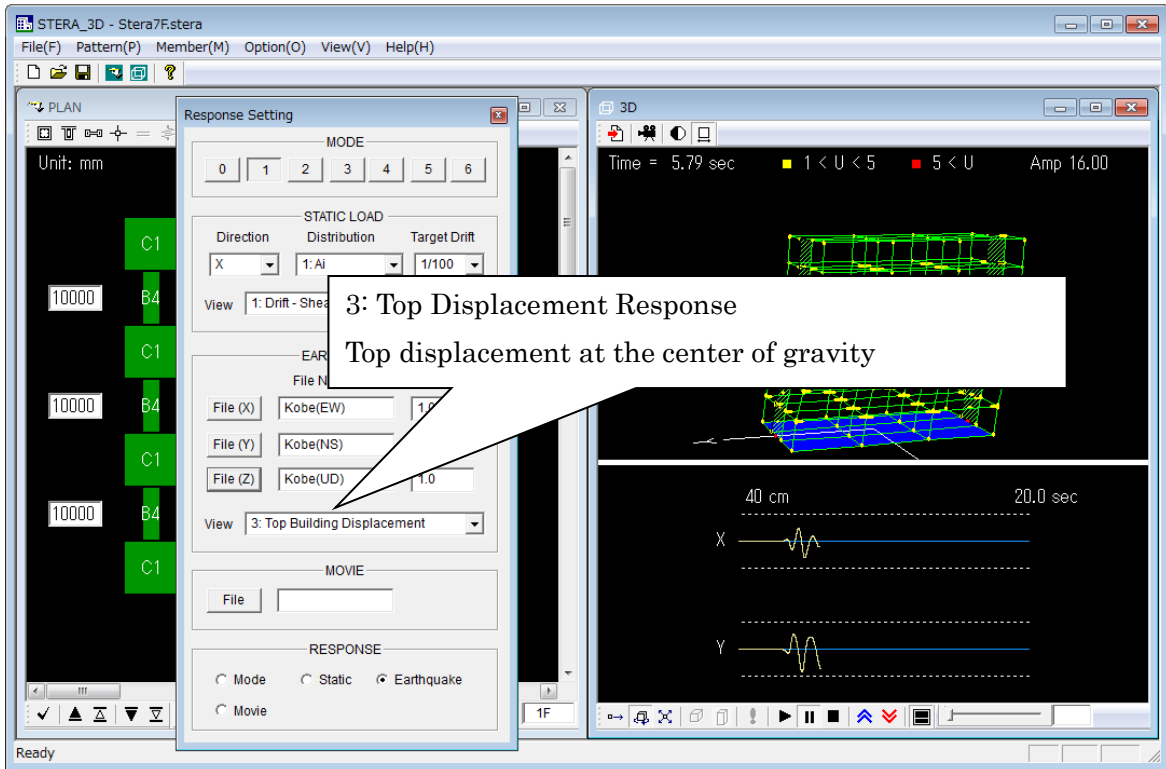 STERA_3D - Stera7F.stera
File(F) Pattern(P) Member(M) Option(O) View(V) Help(H)
PLAN
Unit: mm
C1
10000 B4
C1
10000 B4
C1
10000 B4
C1
1F
Response Setting
MODE
0 1 2 3 4 5 6
STATIC LOAD
Direction Distribution Target Drift
X 1: Ai 1/100
View 1: Drift - Shea
EAR
File N
File (X) Kobe(EW) 1.0
File (Y) Kobe(NS)
File (Z) Kobe(UD) 1.0
View 3: Top Building Displacement
MOVIE
File
RESPONSE
Mode Static Earthquake
Movie
3: Top Displacement Response
Top displacement at the center of gravity
3D
Time = 5.79 sec 1 < U < 5 5 < U Amp 16.00
40 cm 20.0 sec
X
Y
Ready